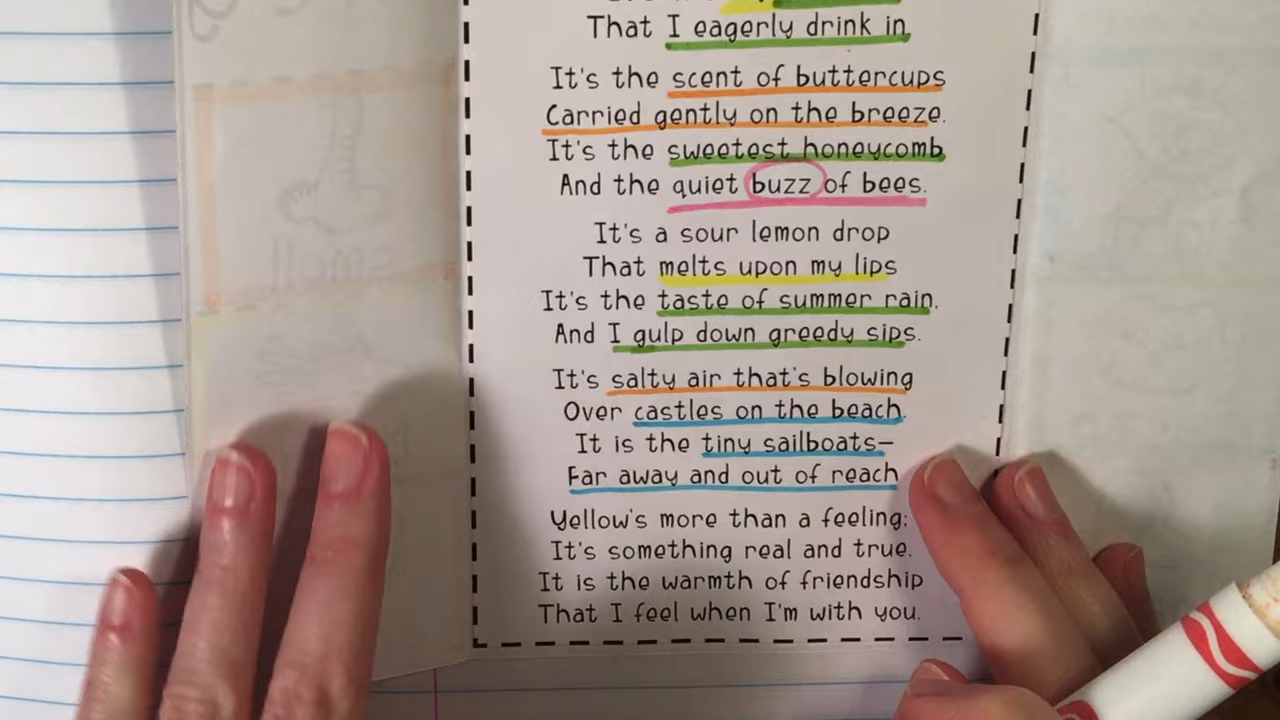 That I eagerly drink in
It's the scent of buttercups
Carried gently on the breeze.
It's the sweetest honeycomb
And the quiet buzz of bees.
It's a sour lemon drop
That melts upon my lips
It's the taste of summer rain.
And I gulp down greedy sips.
It's salty air that's blowing
Over castles on the beach.
It is the tiny sailboats—
Far away and out of reach
Yellow's more than a feeling;
It's something real and true.
It is the warmth of friendship
That I feel when I'm with you.